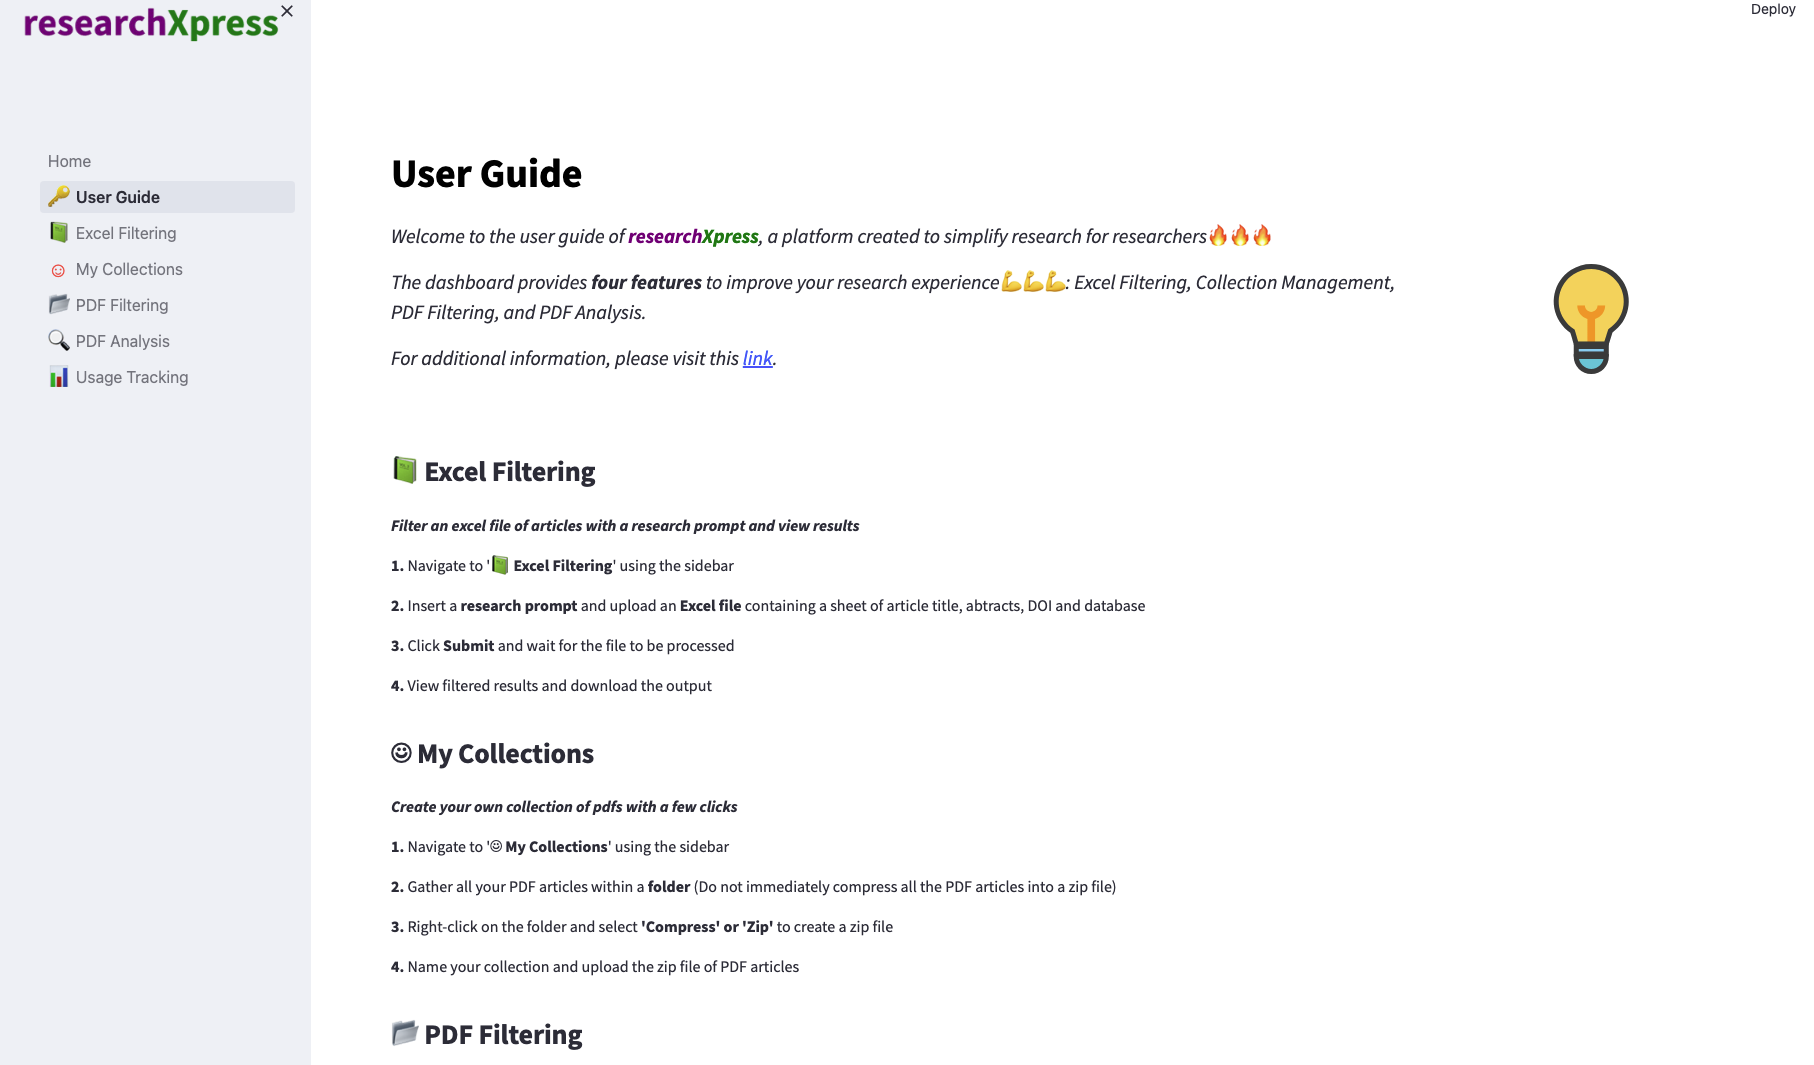 researchXpress
Deploy
Home
User Guide
Excel Filtering
My Collections
PDF Filtering
PDF Analysis
Usage Tracking
User Guide
Welcome to the user guide of researchXpress, a platform created to simplify research for researchers🔥🔥🔥
The dashboard provides four features to improve your research experience💪💪💪: Excel Filtering, Collection Management,
PDF Filtering, and PDF Analysis.
For additional information, please visit this link.
📗 Excel Filtering
Filter an excel file of articles with a research prompt and view results
1. Navigate to '📗 Excel Filtering' using the sidebar
2. Insert a research prompt and upload an Excel file containing a sheet of article title, abtracts, DOI and database
3. Click Submit and wait for the file to be processed
4. View filtered results and download the output
☺ My Collections
Create your own collection of pdfs with a few clicks
1. Navigate to '☺ My Collections' using the sidebar
2. Gather all your PDF articles within a folder (Do not immediately compress all the PDF articles into a zip file)
3. Right-click on the folder and select 'Compress' or 'Zip' to create a zip file
4. Name your collection and upload the zip file of PDF articles
📂 PDF Filtering